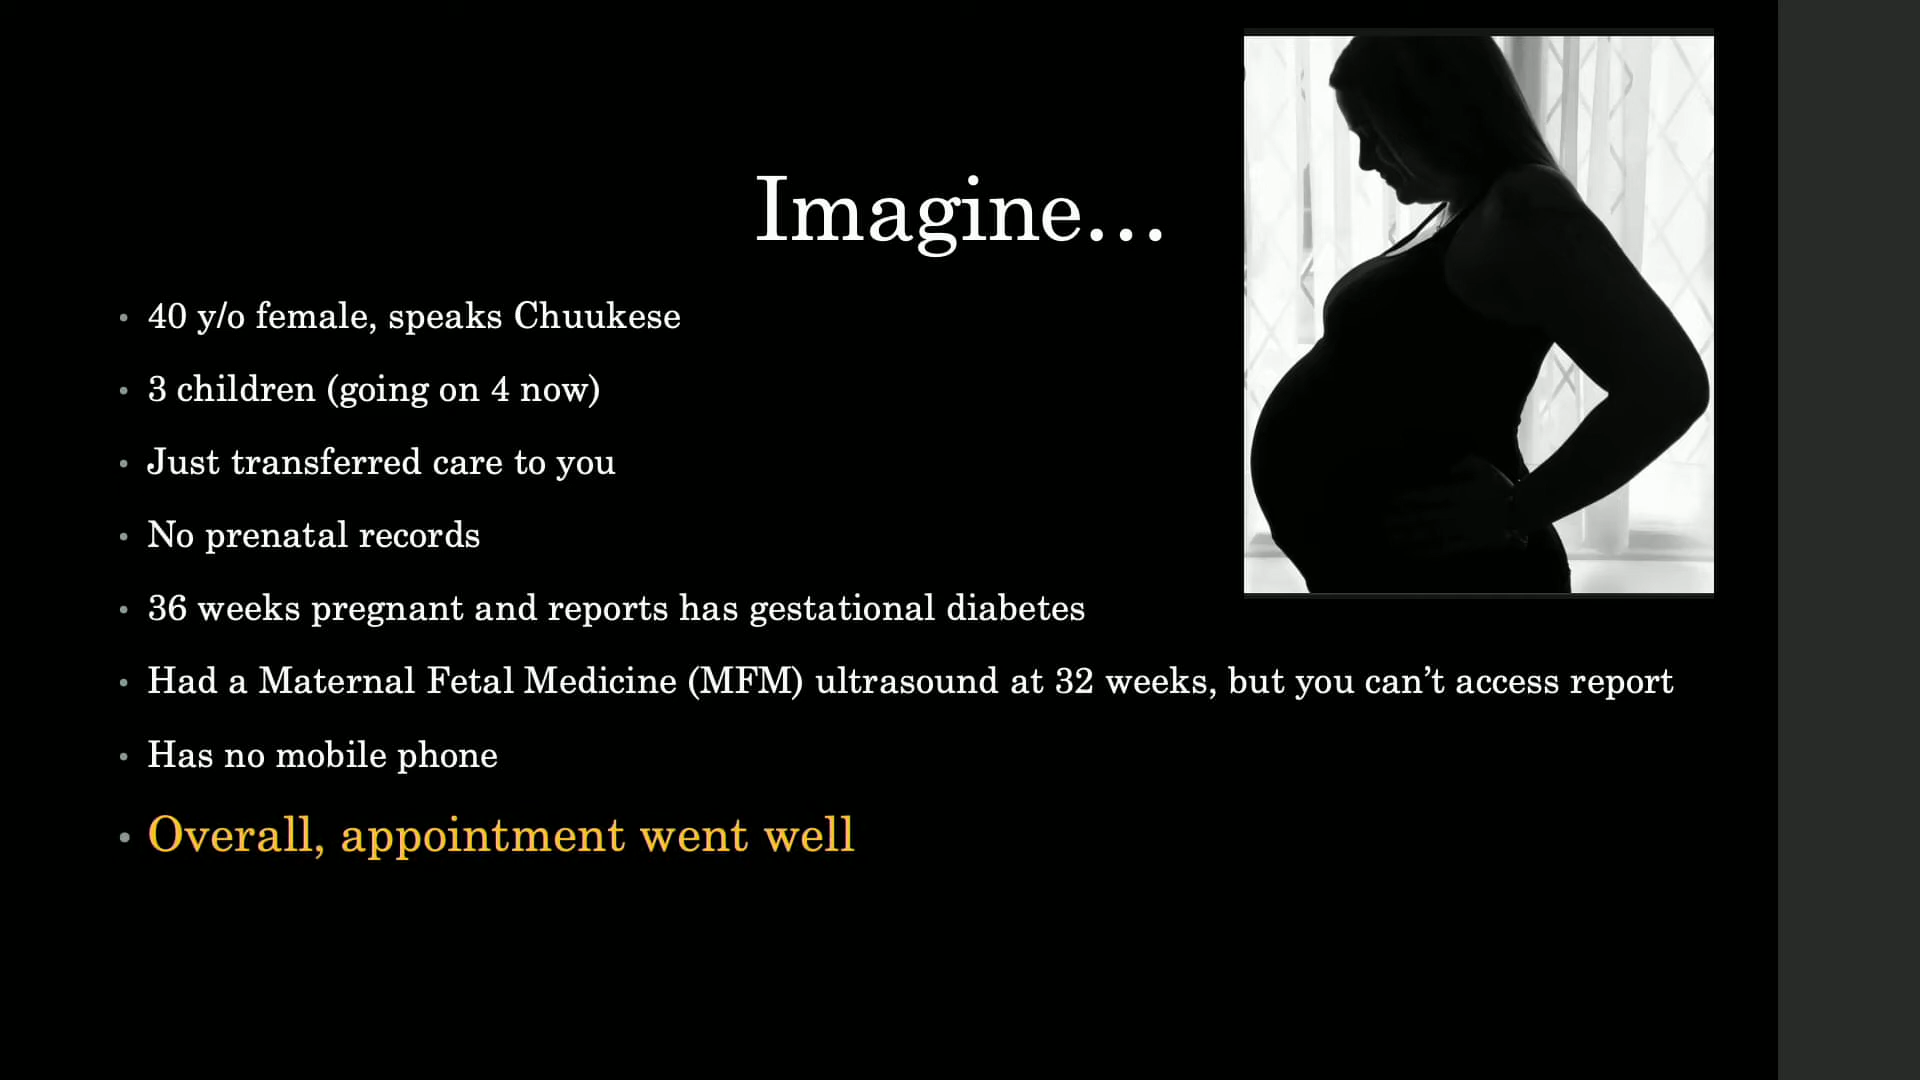 Imagine…
• 40 y/o female, speaks Chuukese
• 3 children (going on 4 now)
• Just transferred care to you
• No prenatal records
• 36 weeks pregnant and reports has gestational diabetes
• Had a Maternal Fetal Medicine (MFM) ultrasound at 32 weeks, but you can’t access report
• Has no mobile phone
• Overall, appointment went well